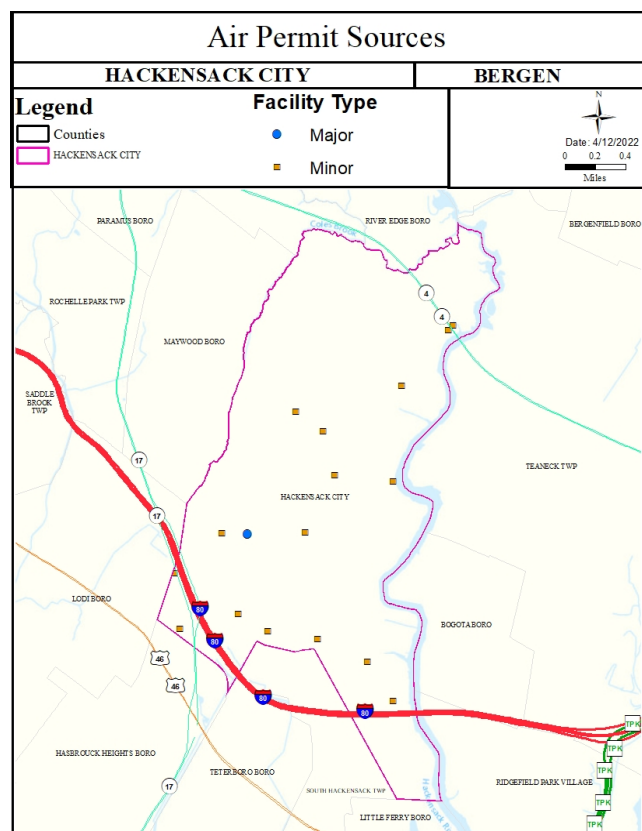 Air Permit Sources
HACKENSACK CITY
BERGEN
Legend
Counties
HACKENSACK CITY
Facility Type
Major
Minor
N
Date: 4/12/2022
0 0.2 0.4
Miles
PARAMUS BORO
Coles Brook
RIVER EDGE BORO
BERGENFIELD BORO
ROCHELLE PARK TWP
4
4
MAYWOOD BORO
SADDLE
BROOK
TWP
17
TEANECK TWP
HACKENSACK CITY
17
LODI BORO
80
BOGOTA BORO
80
46
46
80
80
TPK
TPK
HASBROUCK HEIGHTS BORO
TETERBORO BORO
TPK
17
SOUTH HACKENSACK TWP
RIDGEFIELD PARK VILLAGE
TPK
LITTLE FERRY BORO
TPK